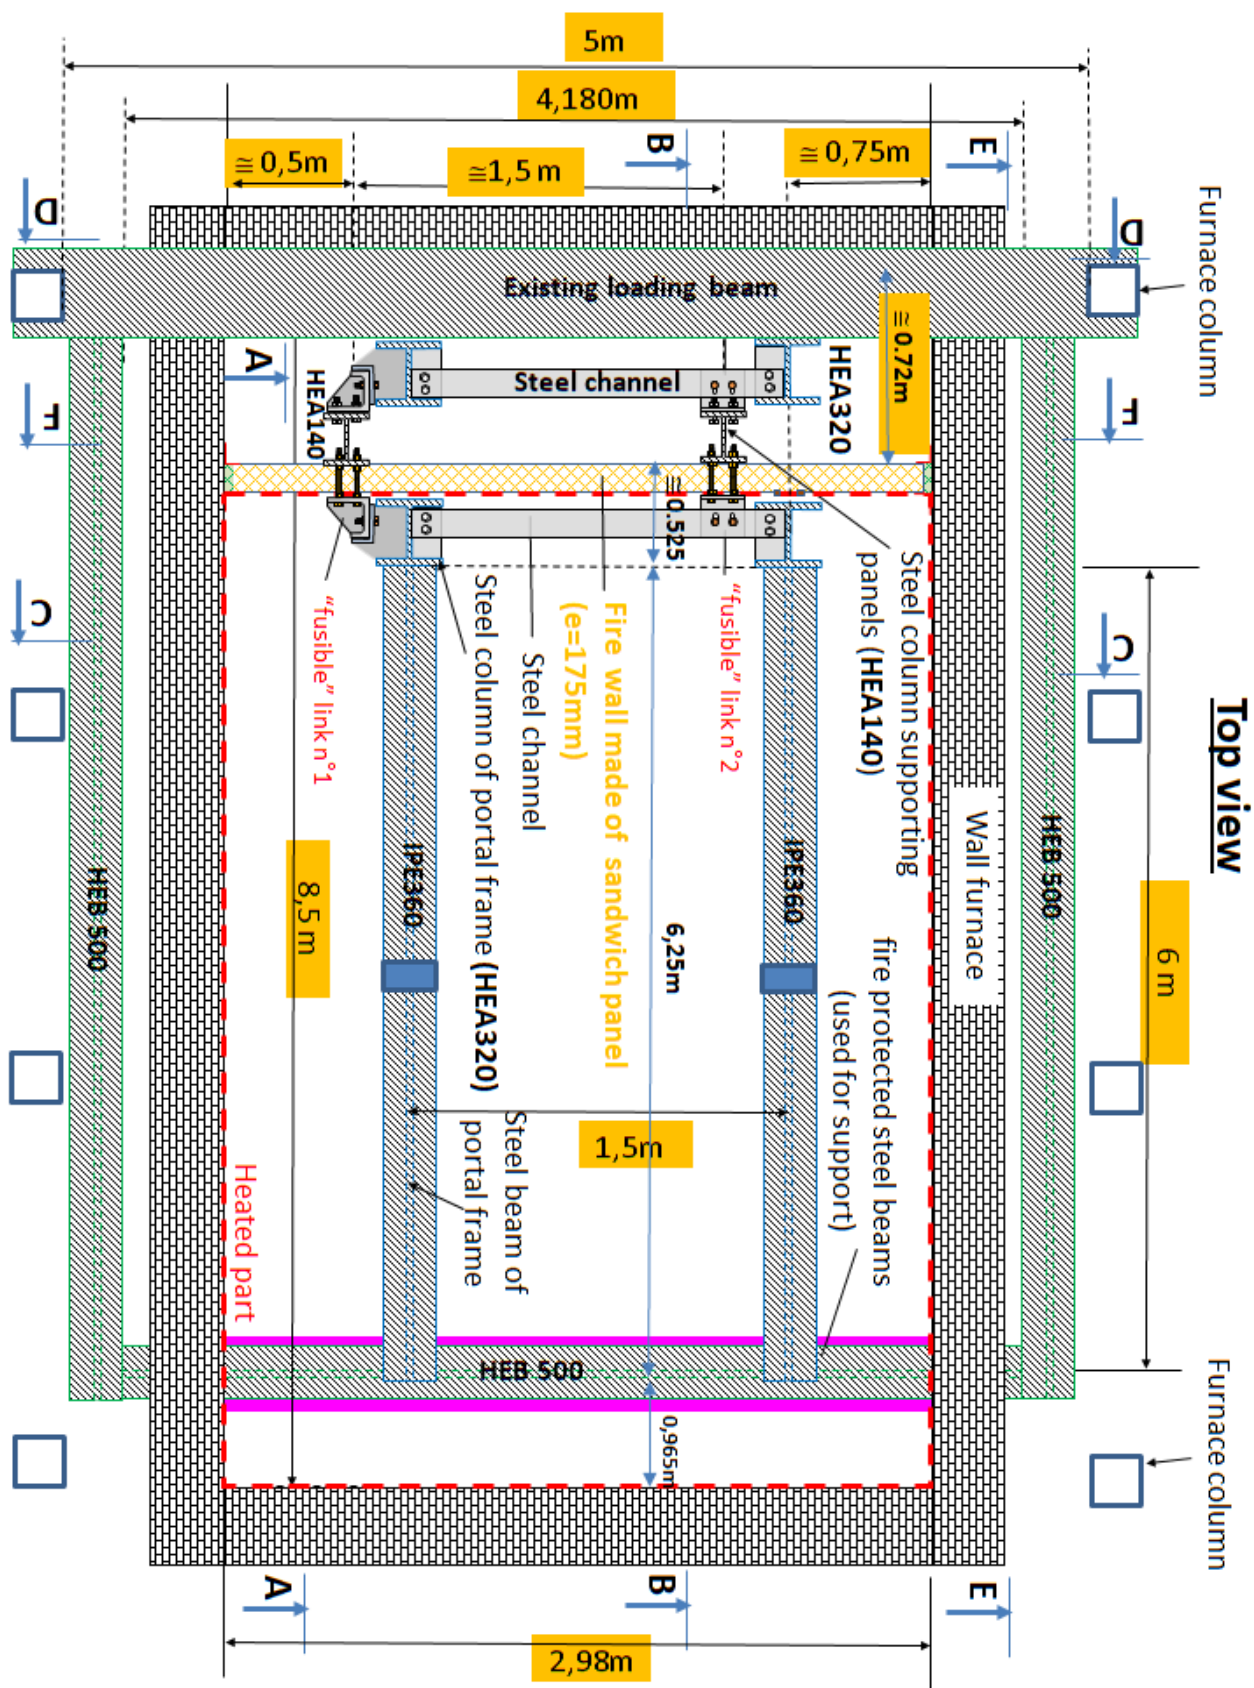 5m
4,180m
≅ 0,5m
≅1,5 m
B
≅ 0,75m
E
Furnace column
D
D
Existing loading beam
≅ 0.72m
A
HEA140
Steel channel
HEA320
F
F
≅ 0.525
C
C
Steel column supporting
panels (HEA140)
"fusible" link n°1
"fusible" link n°2
Fire wall made of sandwich panel
(e=175mm)
Steel channel
Steel column of portal frame (HEA320)
Top view
Wall furnace
HEB 500
HEB 500
IPE360
IPE360
8,5 m
6,25m
6 m
fire protected steel beams
(used for support)
1,5m
Steel beam of
portal frame
Heated part
HEB 500
0,965m
Furnace column
A
B
E
2,98m